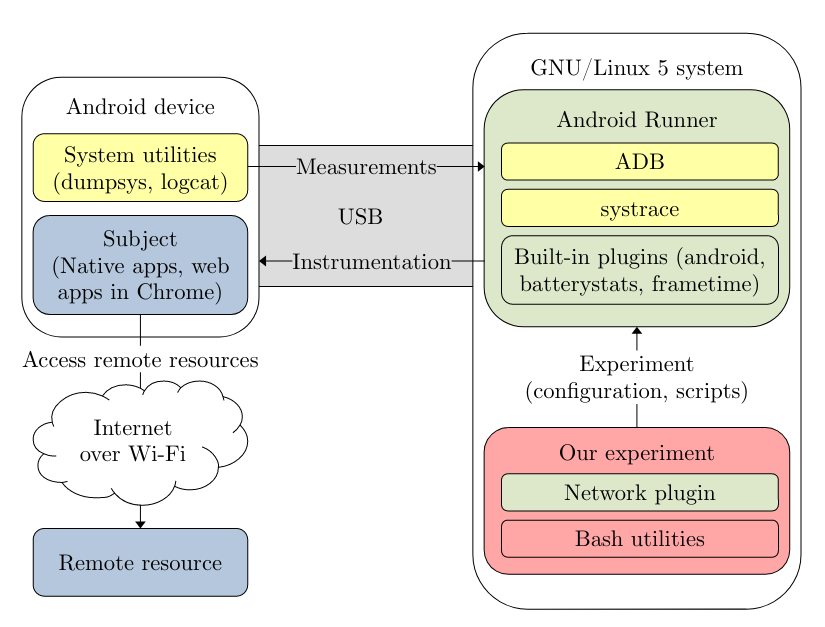 Android device
System utilities
(dumpsys, logcat)
Subject
(Native apps, web
apps in Chrome)
Access remote resources
Internet
over Wi-Fi
Remote resource
Measurements
USB
Instrumentation
GNU/Linux 5 system
Android Runner
ADB
systrace
Built-in plugins (android,
batterystats, frametime)
Experiment
(configuration, scripts)
Our experiment
Network plugin
Bash utilities